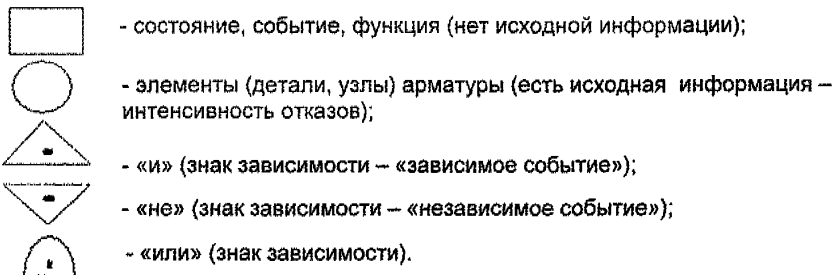 - состояние, событие, функция (нет исходной информации);
- элементы (детали, узлы) арматуры (есть исходная информация –
интенсивность отказов);
- «и» (знак зависимости – «зависимое событие»);
- «не» (знак зависимости – «независимое событие»);
- «или» (знак зависимости).